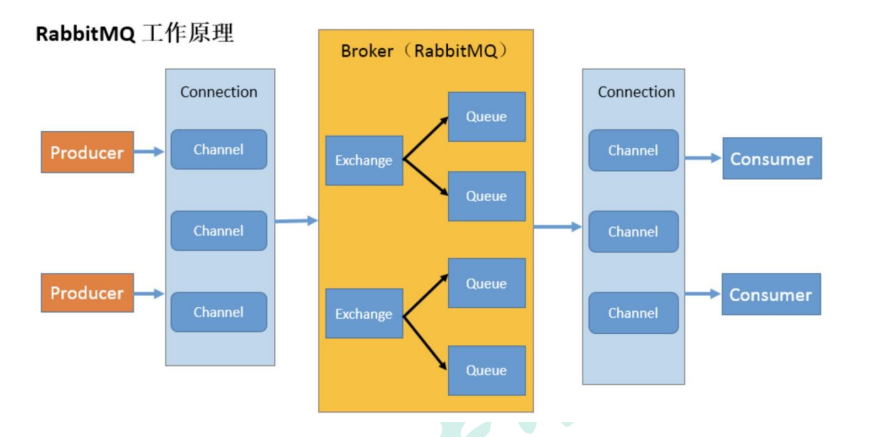 RabbitMQ 工作原理
Broker（RabbitMQ）
Connection
Connection
Producer
Producer
Channel
Channel
Channel
Exchange
Queue
Queue
Exchange
Queue
Queue
Channel
Channel
Channel
Consumer
Consumer